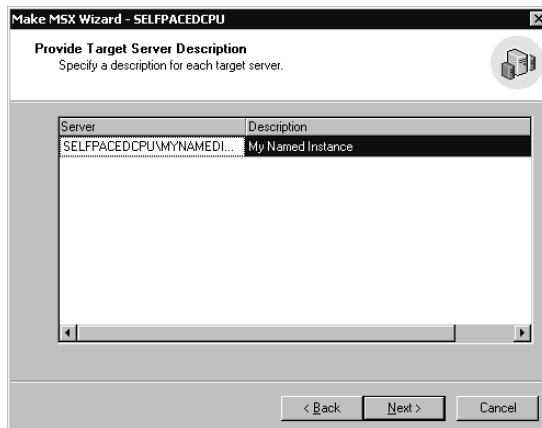 Make MSX Wizard - SELFPACEDCPU
Provide Target Server Description
Specify a description for each target server.
Server Description
SELFPACEDCPU\MYNAMEDI... My Named Instance
< Back Next > Cancel